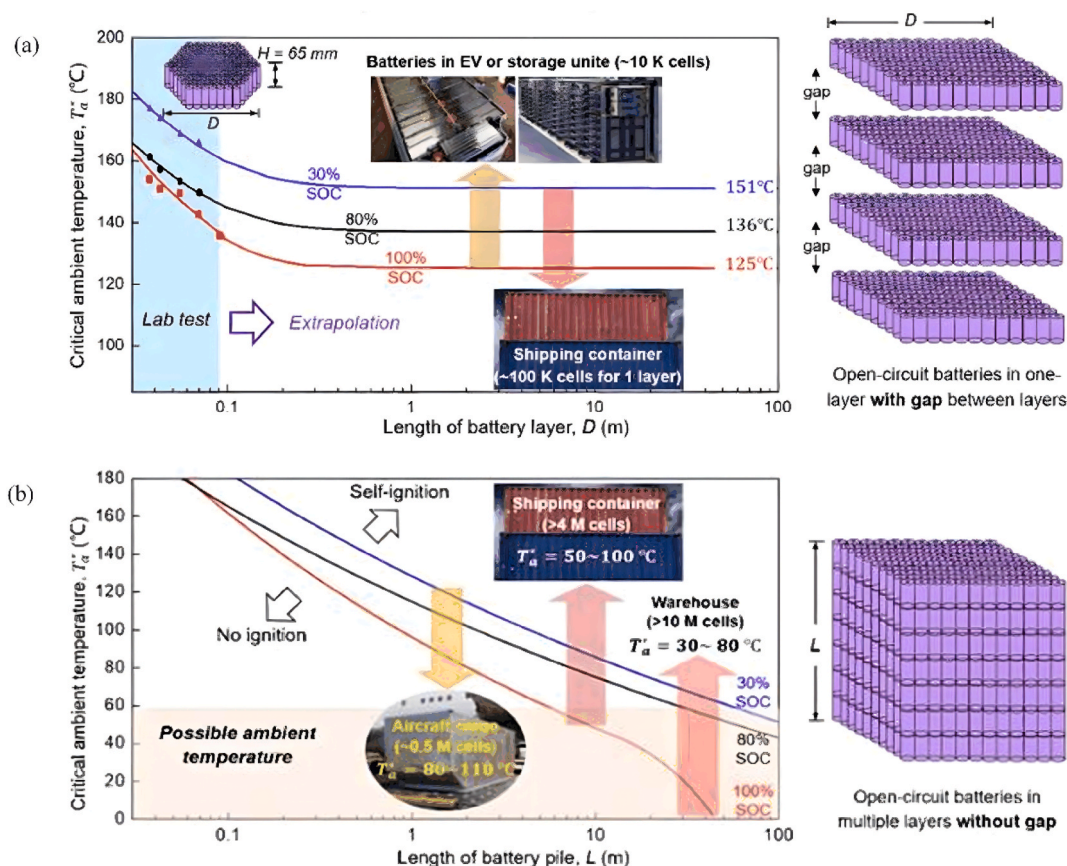 (a)
200
180
160
140
120
100
Critical ambient temperature, T*a (℃)
H = 65 mm
D
Batteries in EV or storage unite (~10 K cells)
30%
SOC
80%
SOC
100%
SOC
151℃
136℃
125℃
Lab test
Extrapolation
Shipping container
(~100 K cells for 1 layer)
0.1
1
10
100
Length of battery layer, D (m)
D
gap
gap
gap
Open-circuit batteries in one-
layer with gap between layers
(b)
180
160
140
120
100
80
60
40
20
0
Critical ambient temperature. T*a (℃)
Self-ignition
No ignition
Shipping container
(>4 M cells)
T*a = 50~100 ℃
Warehouse
(>10 M cells)
T*a = 30~ 80 ℃
30%
SOC
80%
SOC
100%
SOC
Possible ambient
temperature
Aircraft cargo
(~0.5 M cells)
T*a = 80~110 ℃
0.1
1
10
100
Length of battery pile, L (m)
L
Open-circuit batteries in
multiple layers without gap